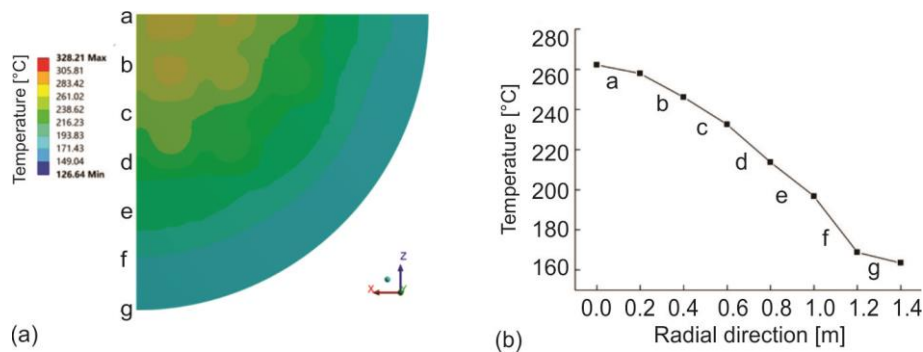 Temperature [°C]
328.21 Max
305.81
283.42
261.02
238.62
216.23
193.83
171.43
149.04
126.64 Min
a
b
c
d
e
f
g
Z
X
Y
(a)
Temperature [°C]
280
260
240
220
200
180
160
a
b
c
d
e
f
g
0.0 0.2 0.4 0.6 0.8 1.0 1.2 1.4
Radial direction [m]
(b)